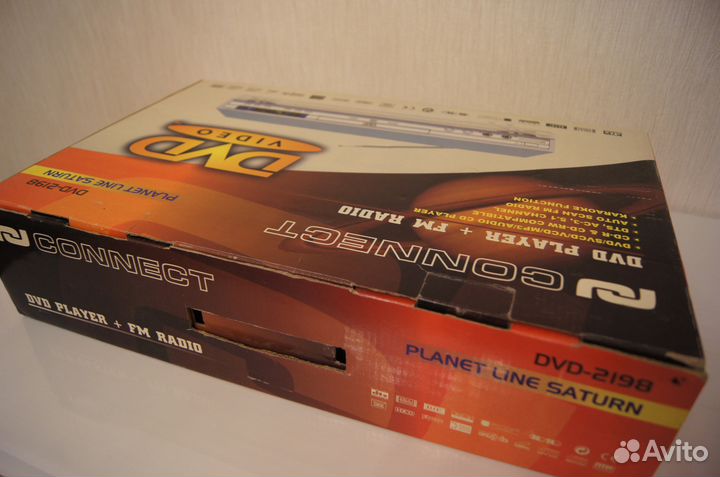 DVD
VIDEO
PLANET LINE SATURN
DVD-2198
CONNECT
DVD PLAYER + FM RADIO
DVD/SVCD/VCD/MP3/AUDIO CD PLAYER
CD-R & CD-RW COMPATIBLE
DTS, AC-3, 5.1 CHANNEL
AUTO SCAN FM RADIO
KARAOKE FUNCTION
CONNECT
DVD PLAYER + FM RADIO
PLANET LINE SATURN
DVD-2198
dts
CE
Avito